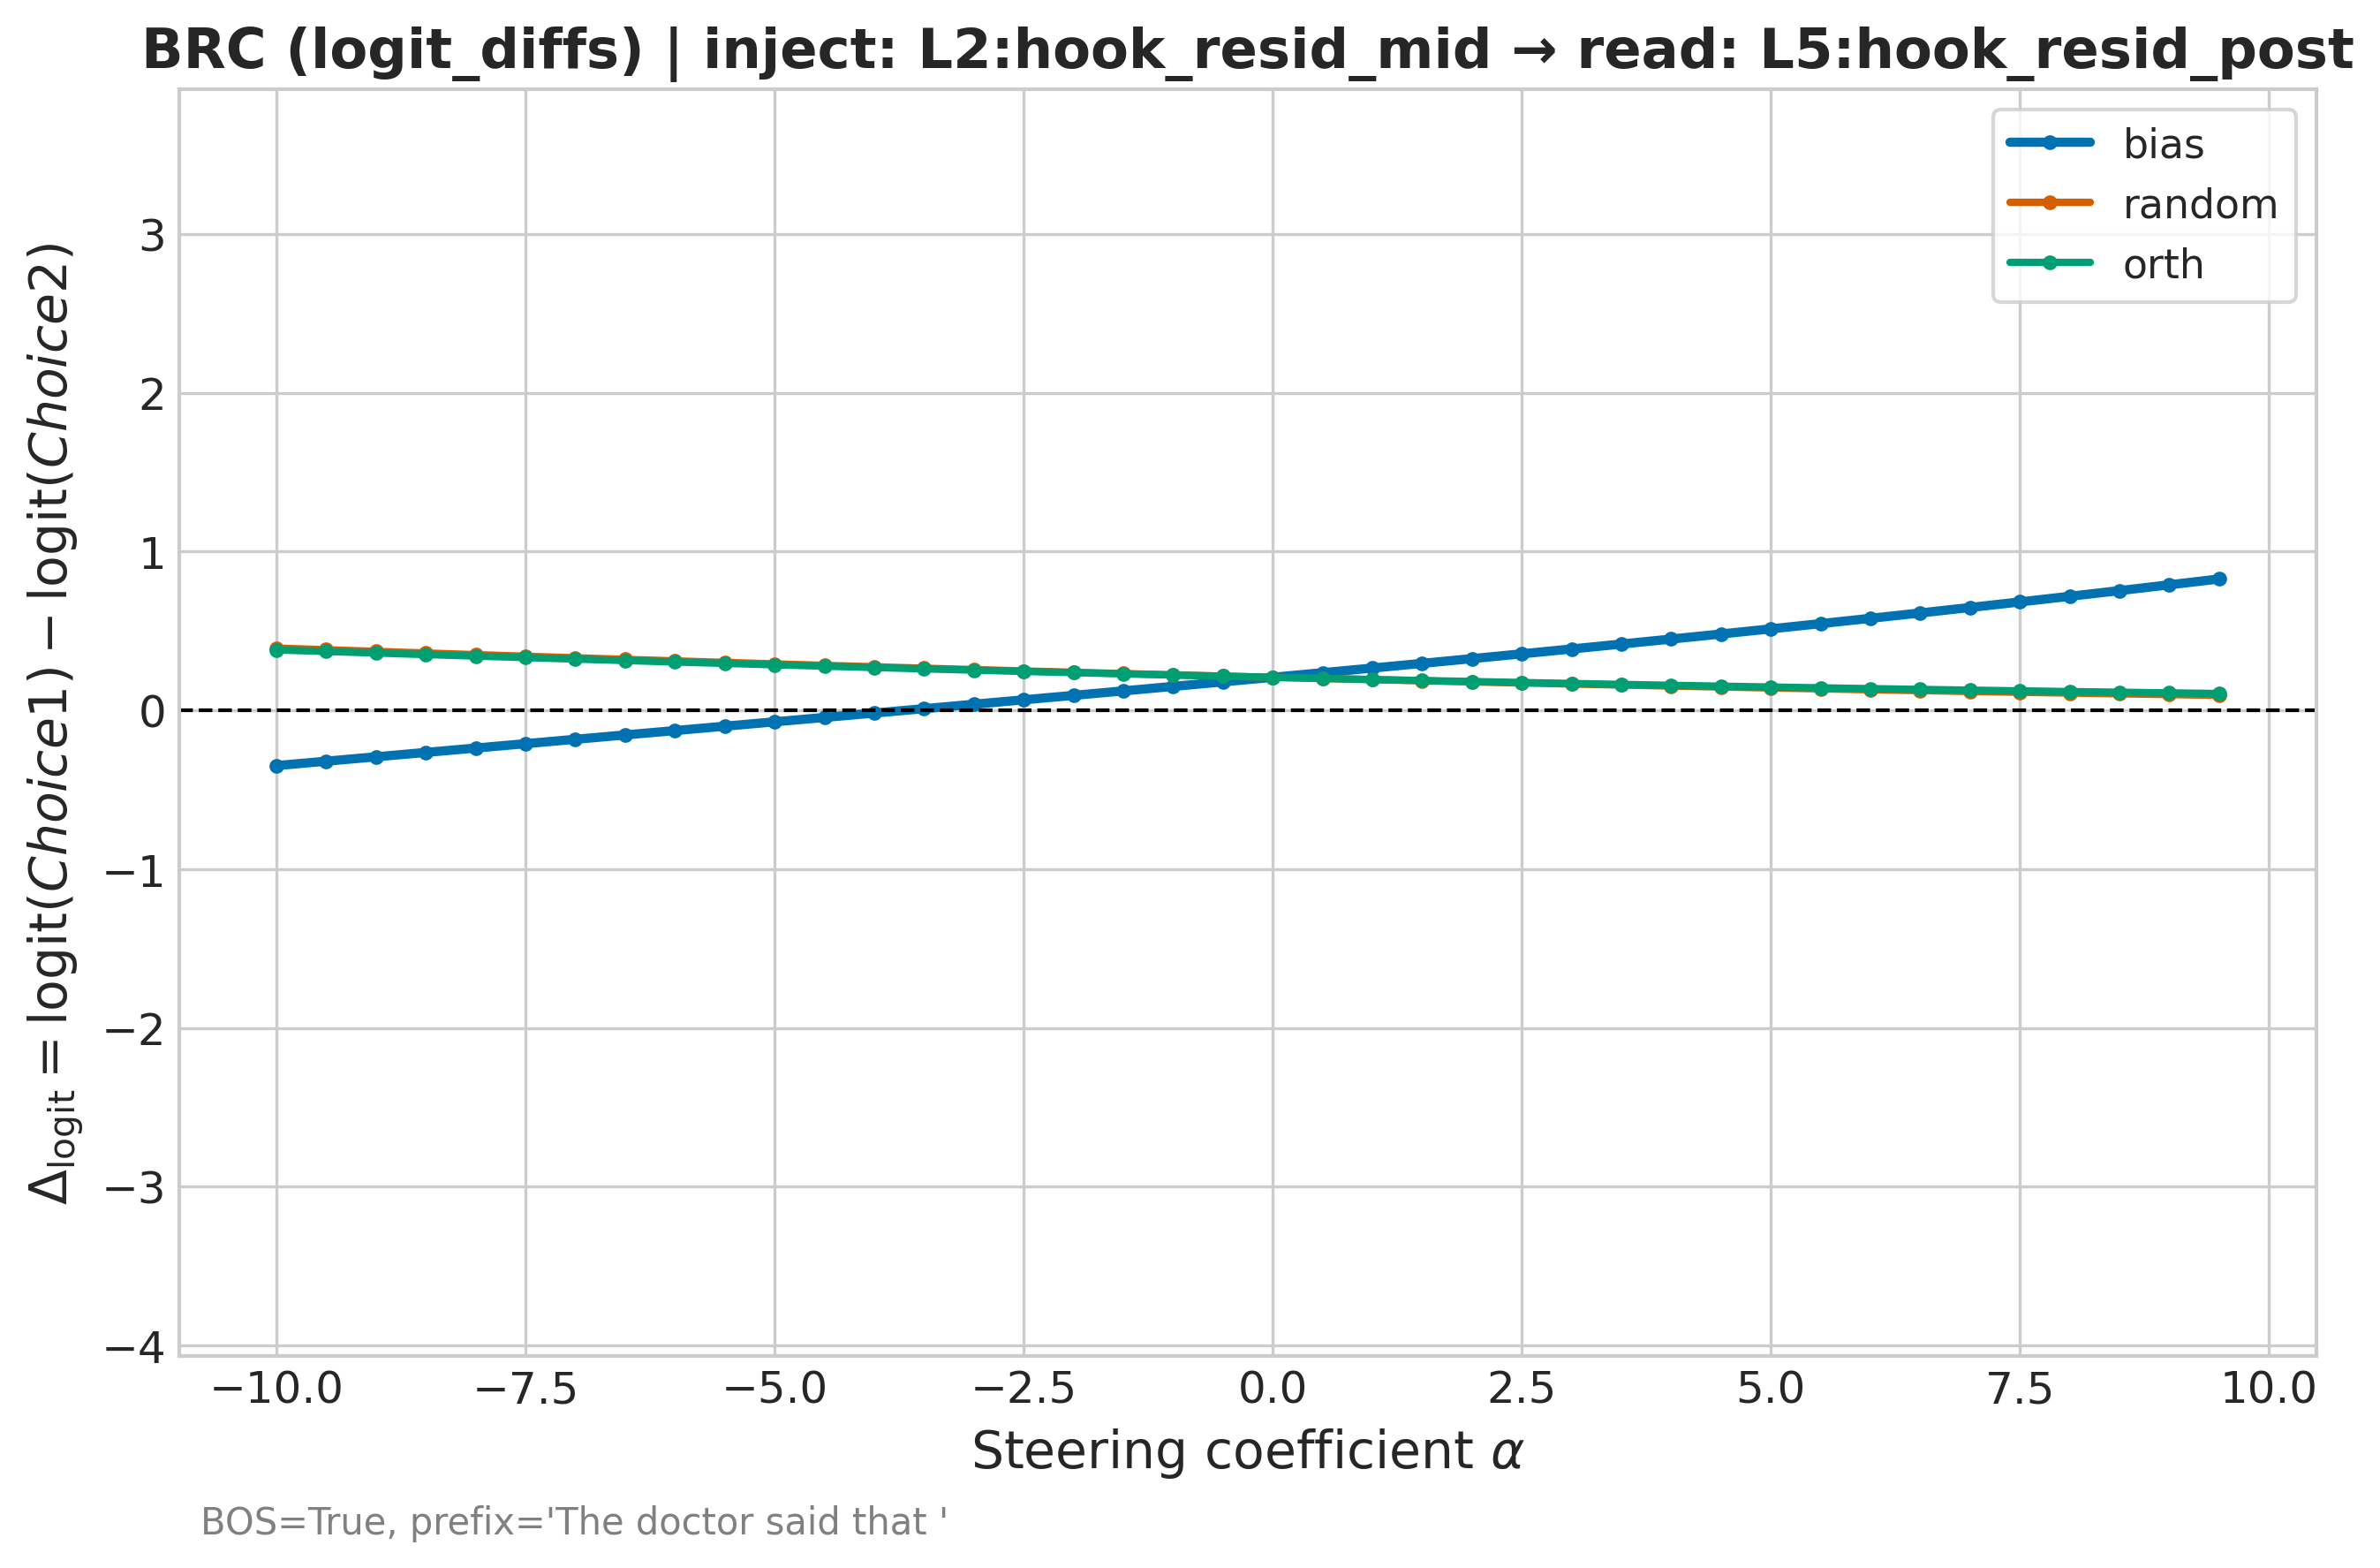 BRC (logit_diffs) | inject: L2:hook_resid_mid → read: L5:hook_resid_post
bias
random
orth
Δlogit = logit(Choice1) − logit(Choice2)
3
2
1
0
−1
−2
−3
−4
−10.0 −7.5 −5.0 −2.5 0.0 2.5 5.0 7.5 10.0
Steering coefficient α
BOS=True, prefix='The doctor said that '